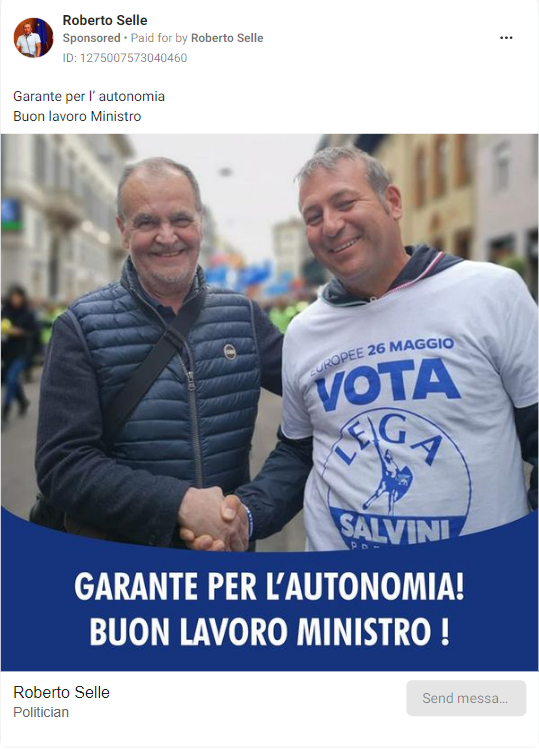 Roberto Selle
Sponsored • Paid for by Roberto Selle
ID: 1275007573040460
Garante per l' autonomia
Buon lavoro Ministro
EUROPEE 26 MAGGIO
VOTA
LEGA
SALVINI
GARANTE PER L'AUTONOMIA!
BUON LAVORO MINISTRO !
Roberto Selle
Politician
Send messa...